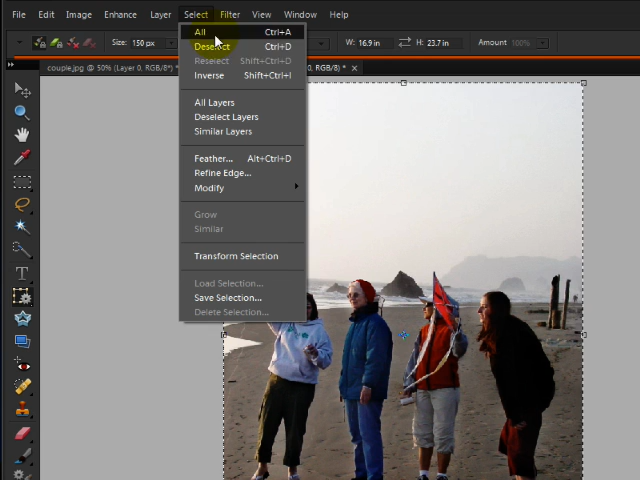 File Edit Image Enhance Layer Select Filter View Window Help
Size: 150 px W: 16.9 in H: 23.7 in Amount: 100%
couple.jpg @ 50% (Layer 0, RGB/8) * 0, RGB/8) * ×
All Ctrl+A
Deselect Ctrl+D
Reselect Shift+Ctrl+D
Inverse Shift+Ctrl+I
All Layers
Deselect Layers
Similar Layers
Feather... Alt+Ctrl+D
Refine Edge...
Modify
Grow
Similar
Transform Selection
Load Selection...
Save Selection...
Delete Selection...
T